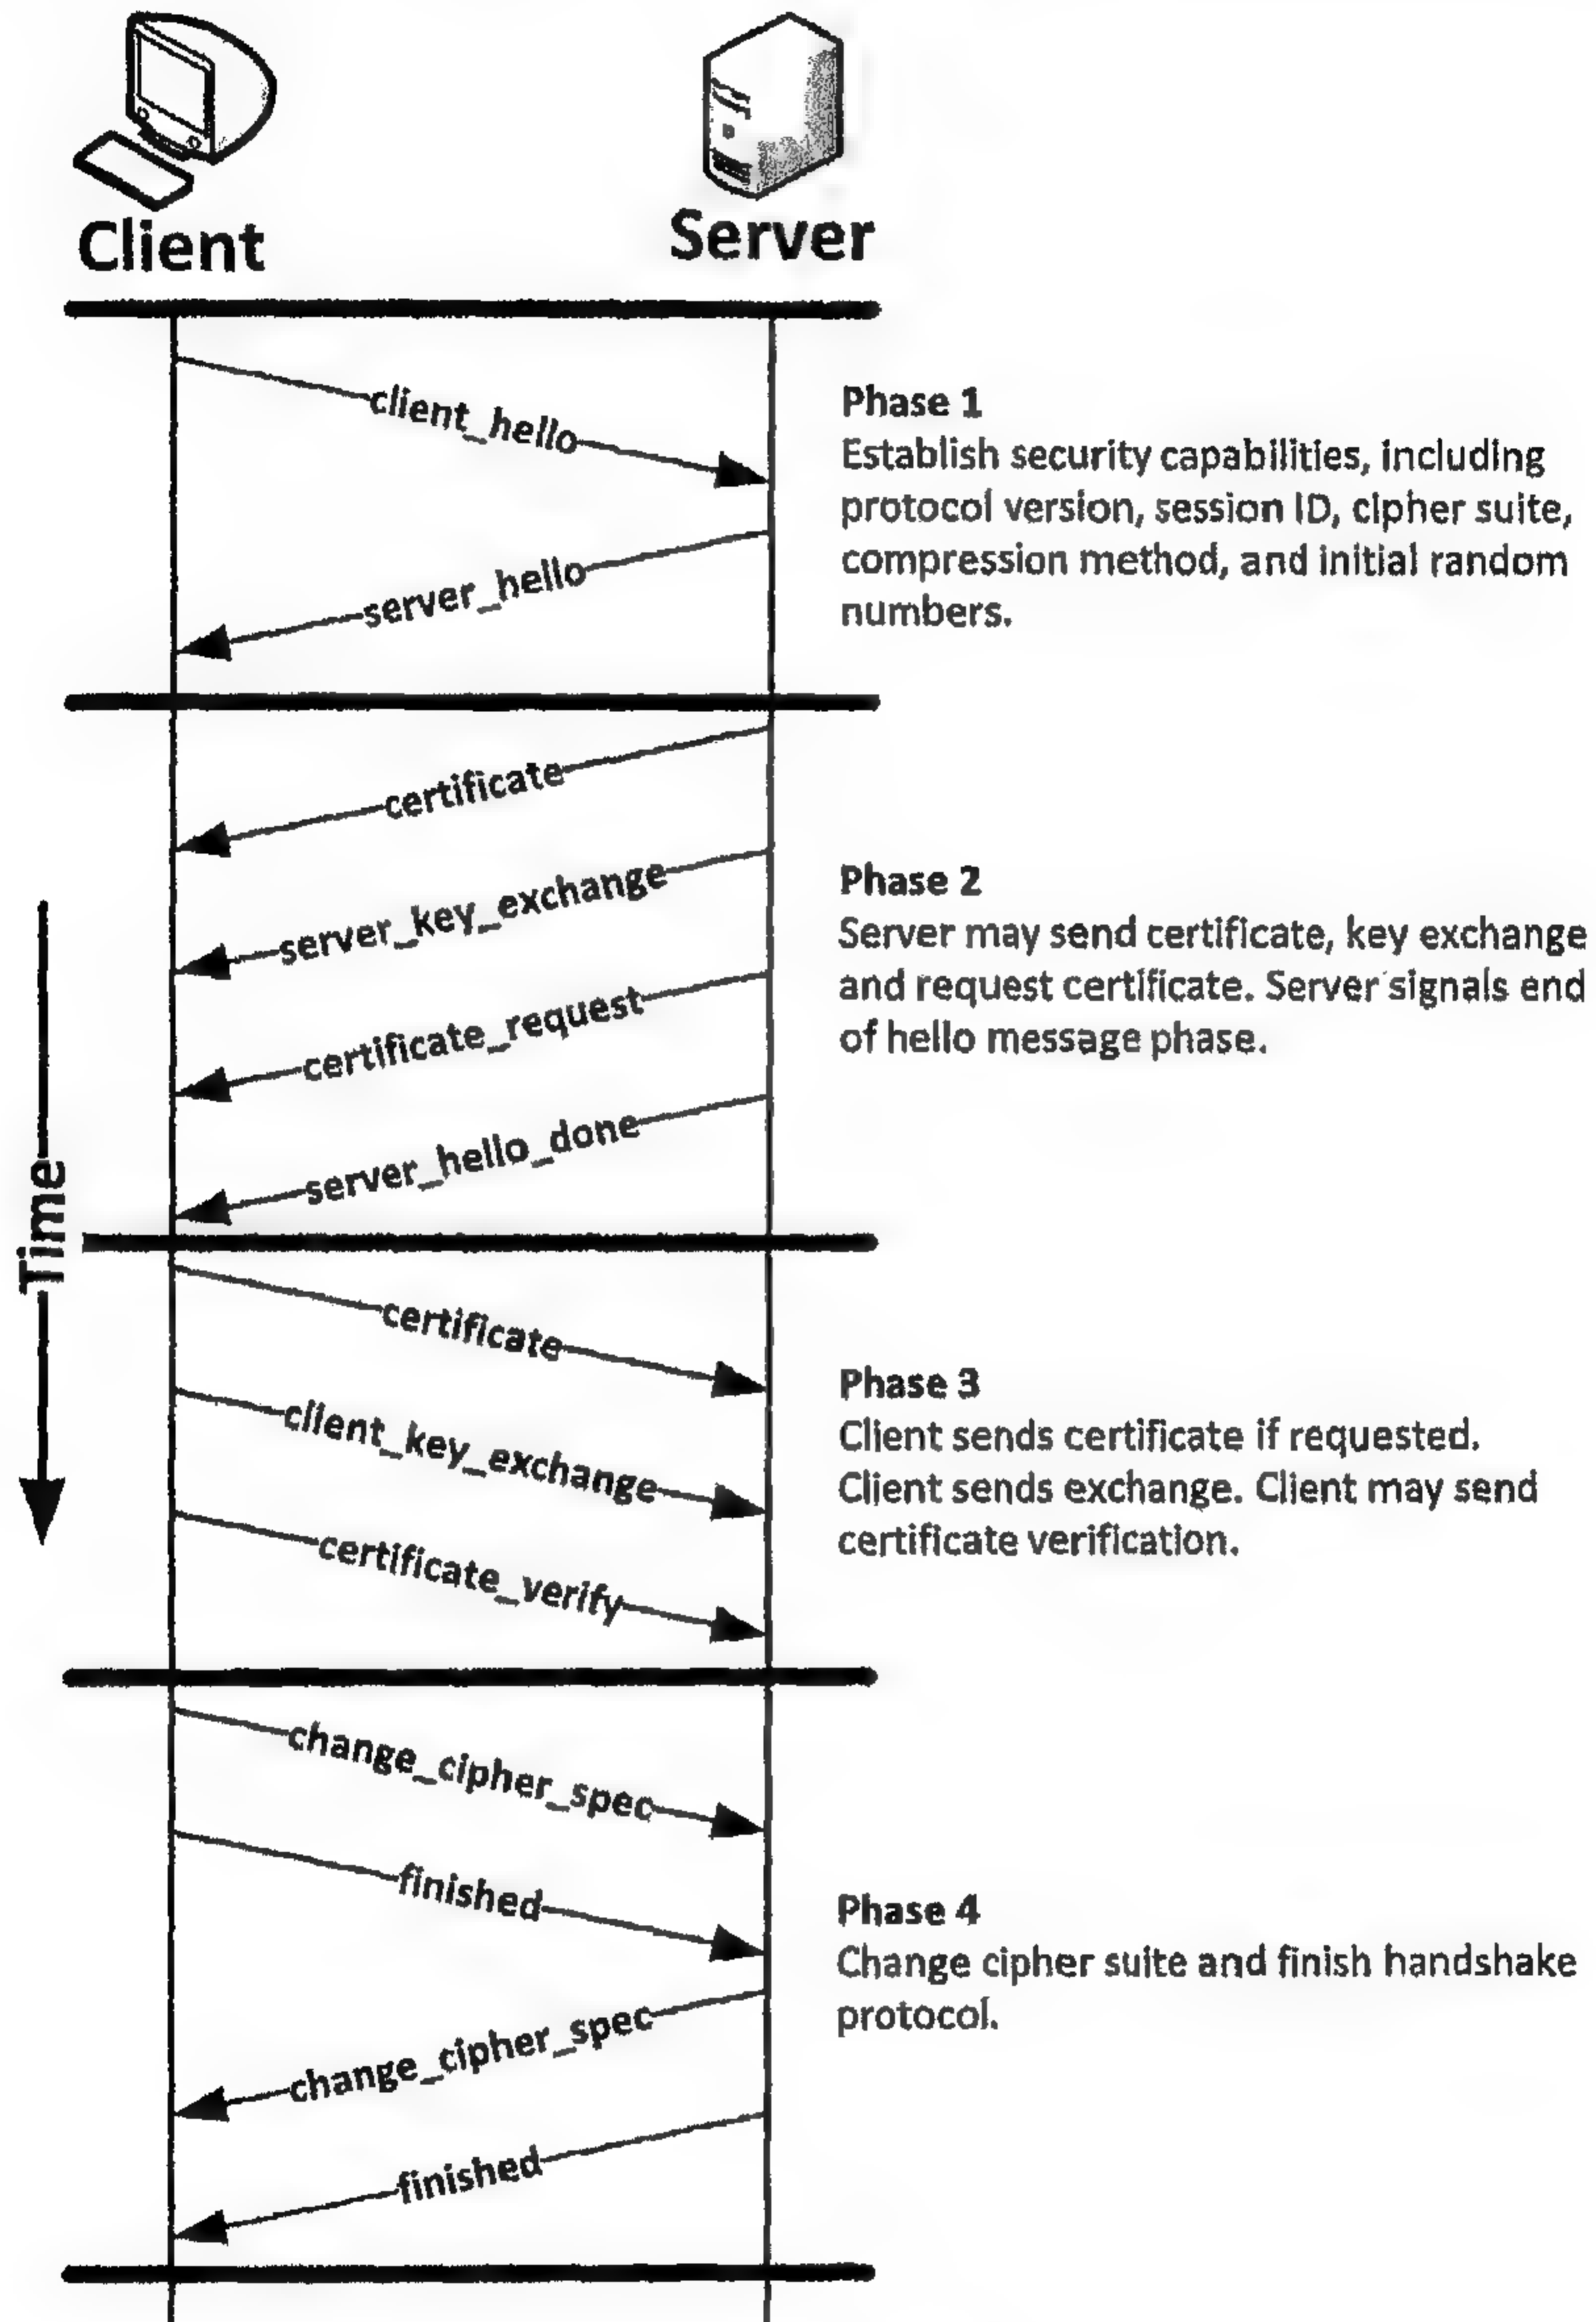 Client
Server
client_hello
Phase 1
Establish security capabilities, including
protocol version, session ID, cipher suite,
compression method, and initial random
numbers.
server_hello
certificate
server_key_exchange
Phase 2
Server may send certificate, key exchange
and request certificate. Server signals end
of hello message phase.
certificate_request
server_hello_done
Time
certificate
client_key_exchange
Phase 3
Client sends certificate if requested.
Client sends exchange. Client may send
certificate verification.
certificate_verify
change_cipher_spec
finished
Phase 4
Change cipher suite and finish handshake
protocol.
change_cipher_spec
finished